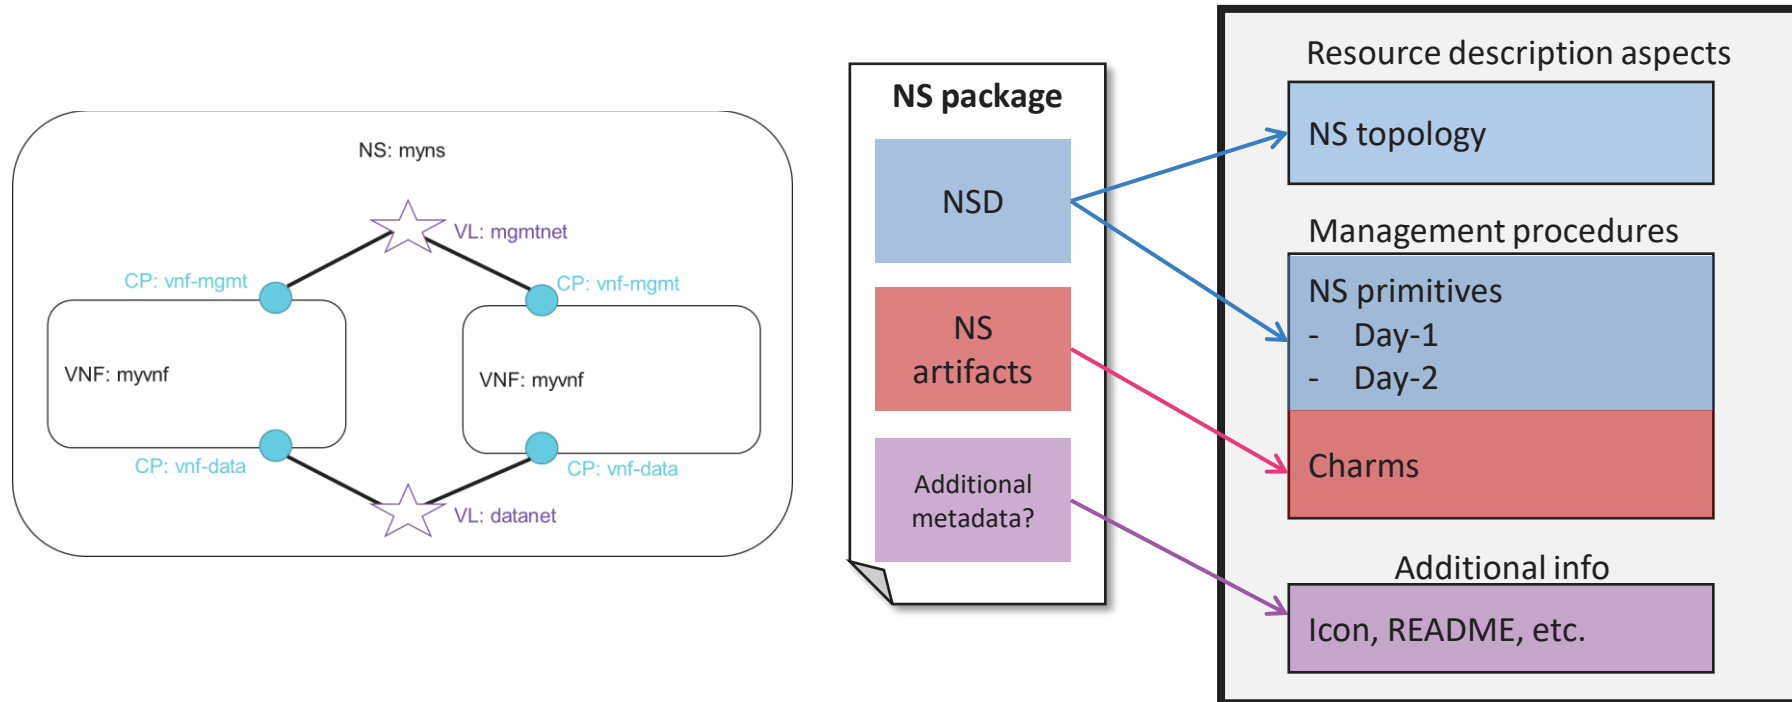 NS: myns
VL: mgmtnet
CP: vnf-mgmt
CP: vnf-mgmt
VNF: myvnf
VNF: myvnf
CP: vnf-data
CP: vnf-data
VL: datanet
NS package
NSD
NS
artifacts
Additional
metadata?
Resource description aspects
NS topology
Management procedures
NS primitives
- Day-1
- Day-2
Charms
Additional info
Icon, README, etc.